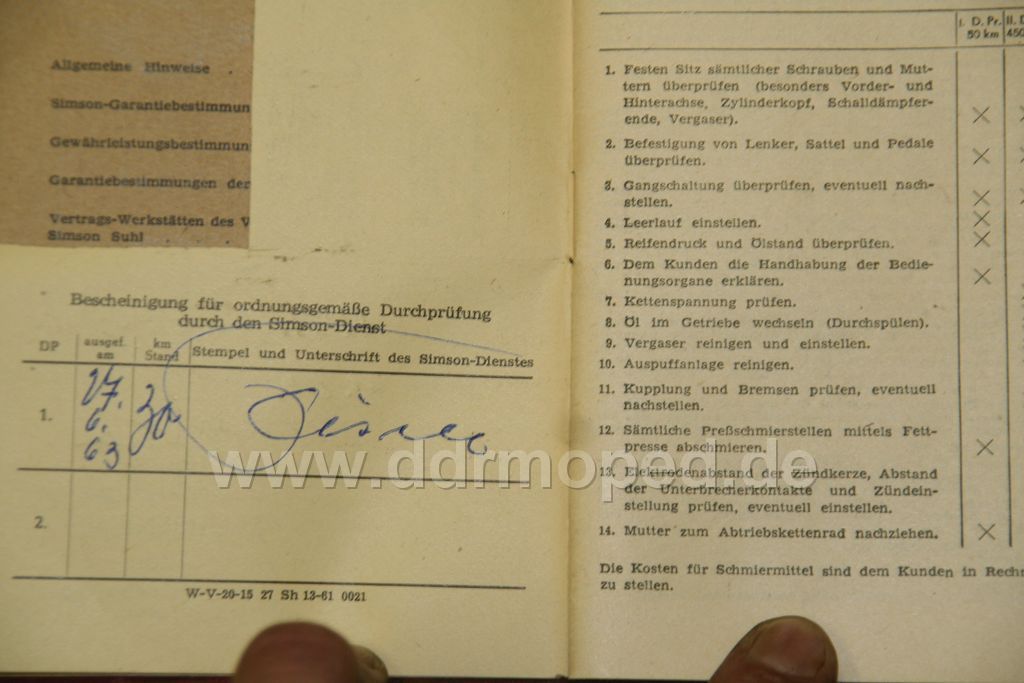 Allgemeine Hinweise
Simson-Garantiebestimmun
Gewährleistungsbestimmun
Garantiebestimmungen der
Vertrags-Werkstätten des V
Simson Suhl
Bescheinigung für ordnungsgemäße Durchprüfung
durch den Simson-Dienst
DP ausgef. am km Stand Stempel und Unterschrift des Simson-Dienstes
1. 27. 6. 63 30
2.
W-V-20-15 27 Sh 13-61 0021
I. D. Pr. II. D
50 km 450
1. Festen Sitz sämtlicher Schrauben und Mut-
tern überprüfen (besonders Vorder- und
Hinterachse, Zylinderkopf, Schalldämpfer-
ende, Vergaser). X
2. Befestigung von Lenker, Sattel und Pedale
überprüfen. X
3. Gangschaltung überprüfen, eventuell nach-
stellen. X
4. Leerlauf einstellen. X
5. Reifendruck und Ölstand überprüfen. X
6. Dem Kunden die Handhabung der Bedie-
nungsorgane erklären. X
7. Kettenspannung prüfen.
8. Öl im Getriebe wechseln (Durchspülen).
9. Vergaser reinigen und einstellen.
10. Auspuffanlage reinigen.
11. Kupplung und Bremsen prüfen, eventuell
nachstellen.
12. Sämtliche Preßschmierstellen mittels Fett-
presse abschmieren. X
13. Elektrodenabstand der Zündkerze, Abstand
der Unterbrecherkontakte und Zündein-
stellung prüfen, eventuell einstellen.
14. Mutter zum Abtriebskettenrad nachziehen. X
Die Kosten für Schmiermittel sind dem Kunden in Rechn
zu stellen.
www.ddrmoped.de